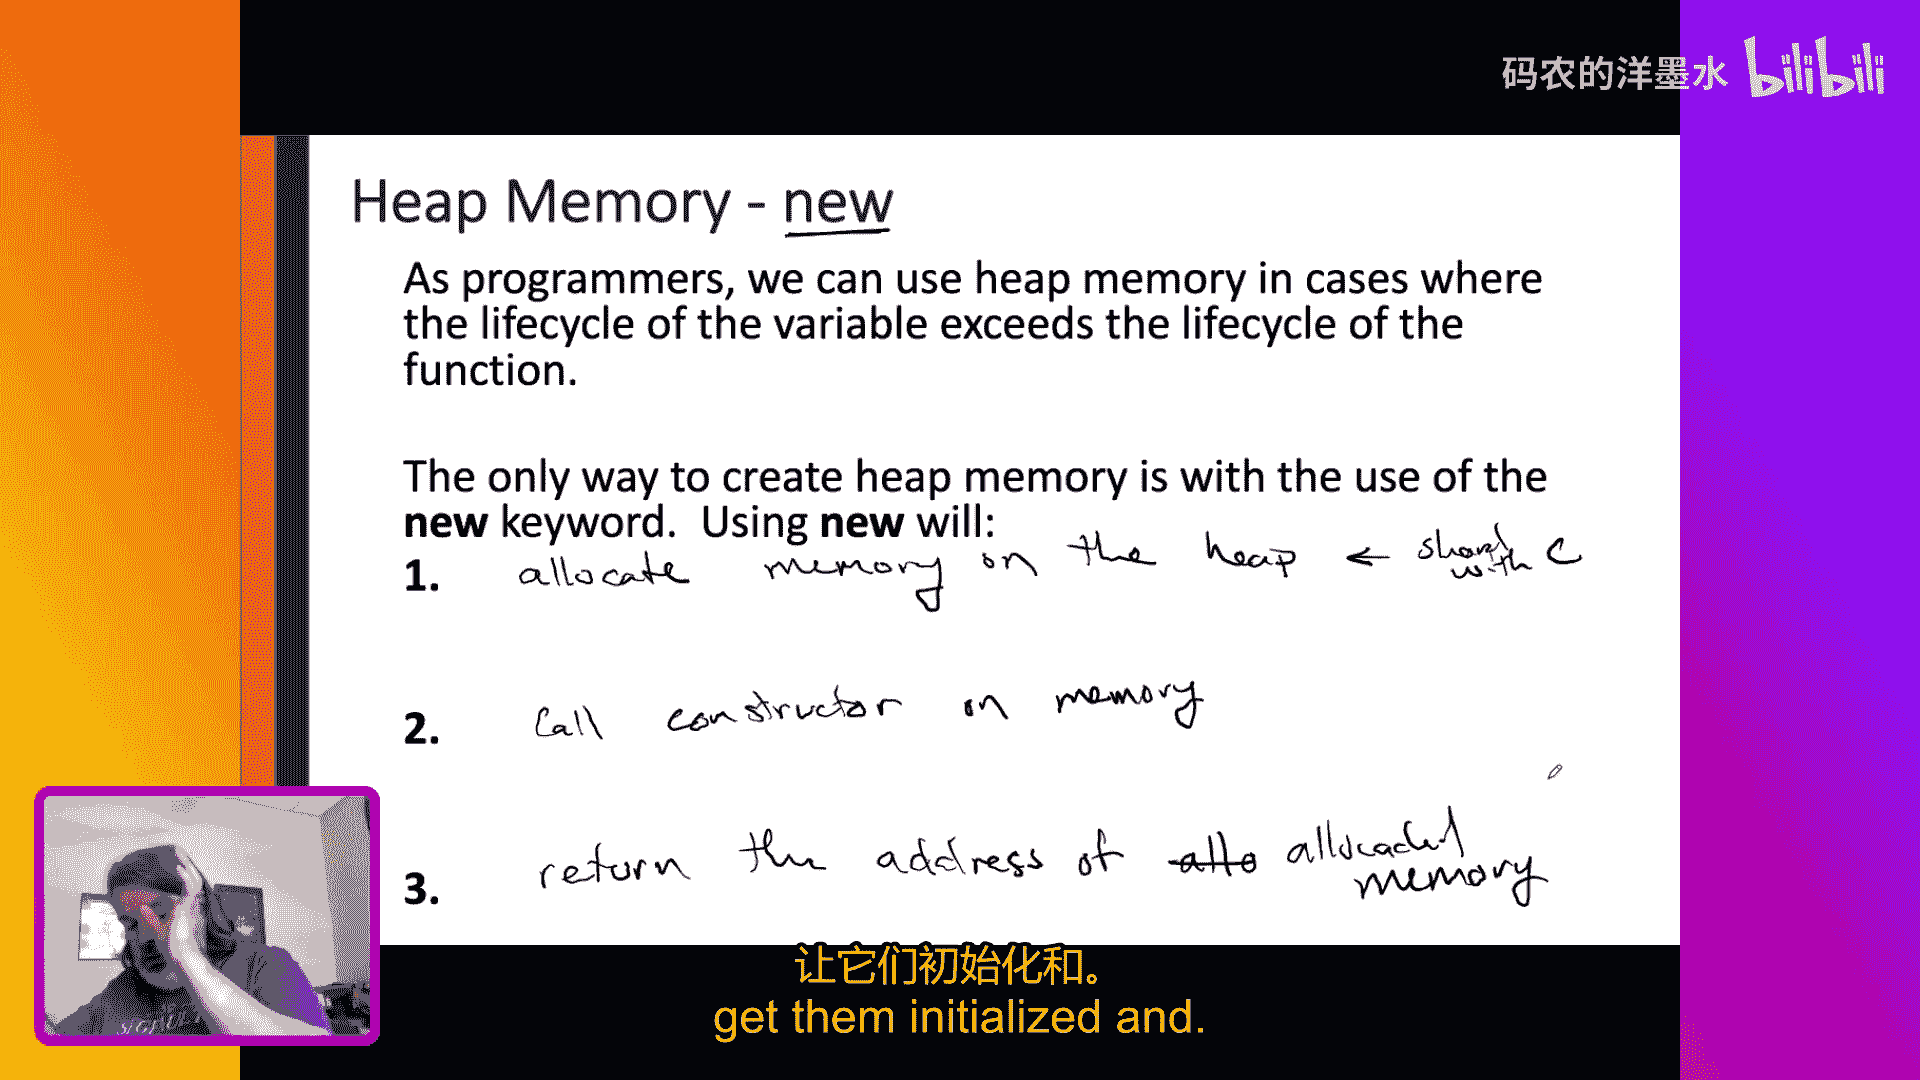 码农的洋墨水 bilibili
Heap Memory - new
As programmers, we can use heap memory in cases where
the lifecycle of the variable exceeds the lifecycle of the
function.
The only way to create heap memory is with the use of the
new keyword. Using new will:
1. allocate memory on the heap ← shared with C
2. Call constructor on memory
3. return the address of allo allocated
memory
让它们初始化和。
get them initialized and.